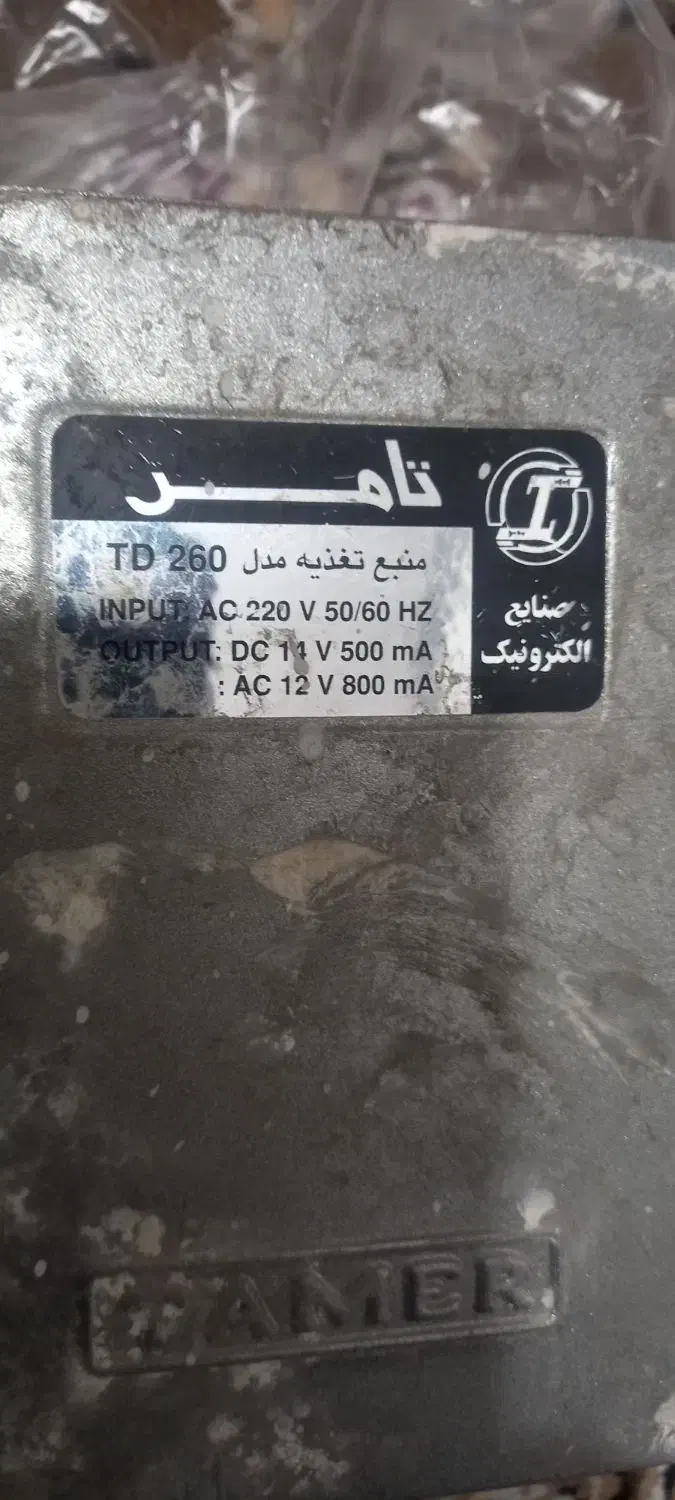 تامر
صنایع
الکترونیک
منبع تغذیه مدل TD 260
INPUT: AC 220 V 50/60 HZ
OUTPUT: DC 14 V 500 mA
: AC 12 V 800 mA
TAMER